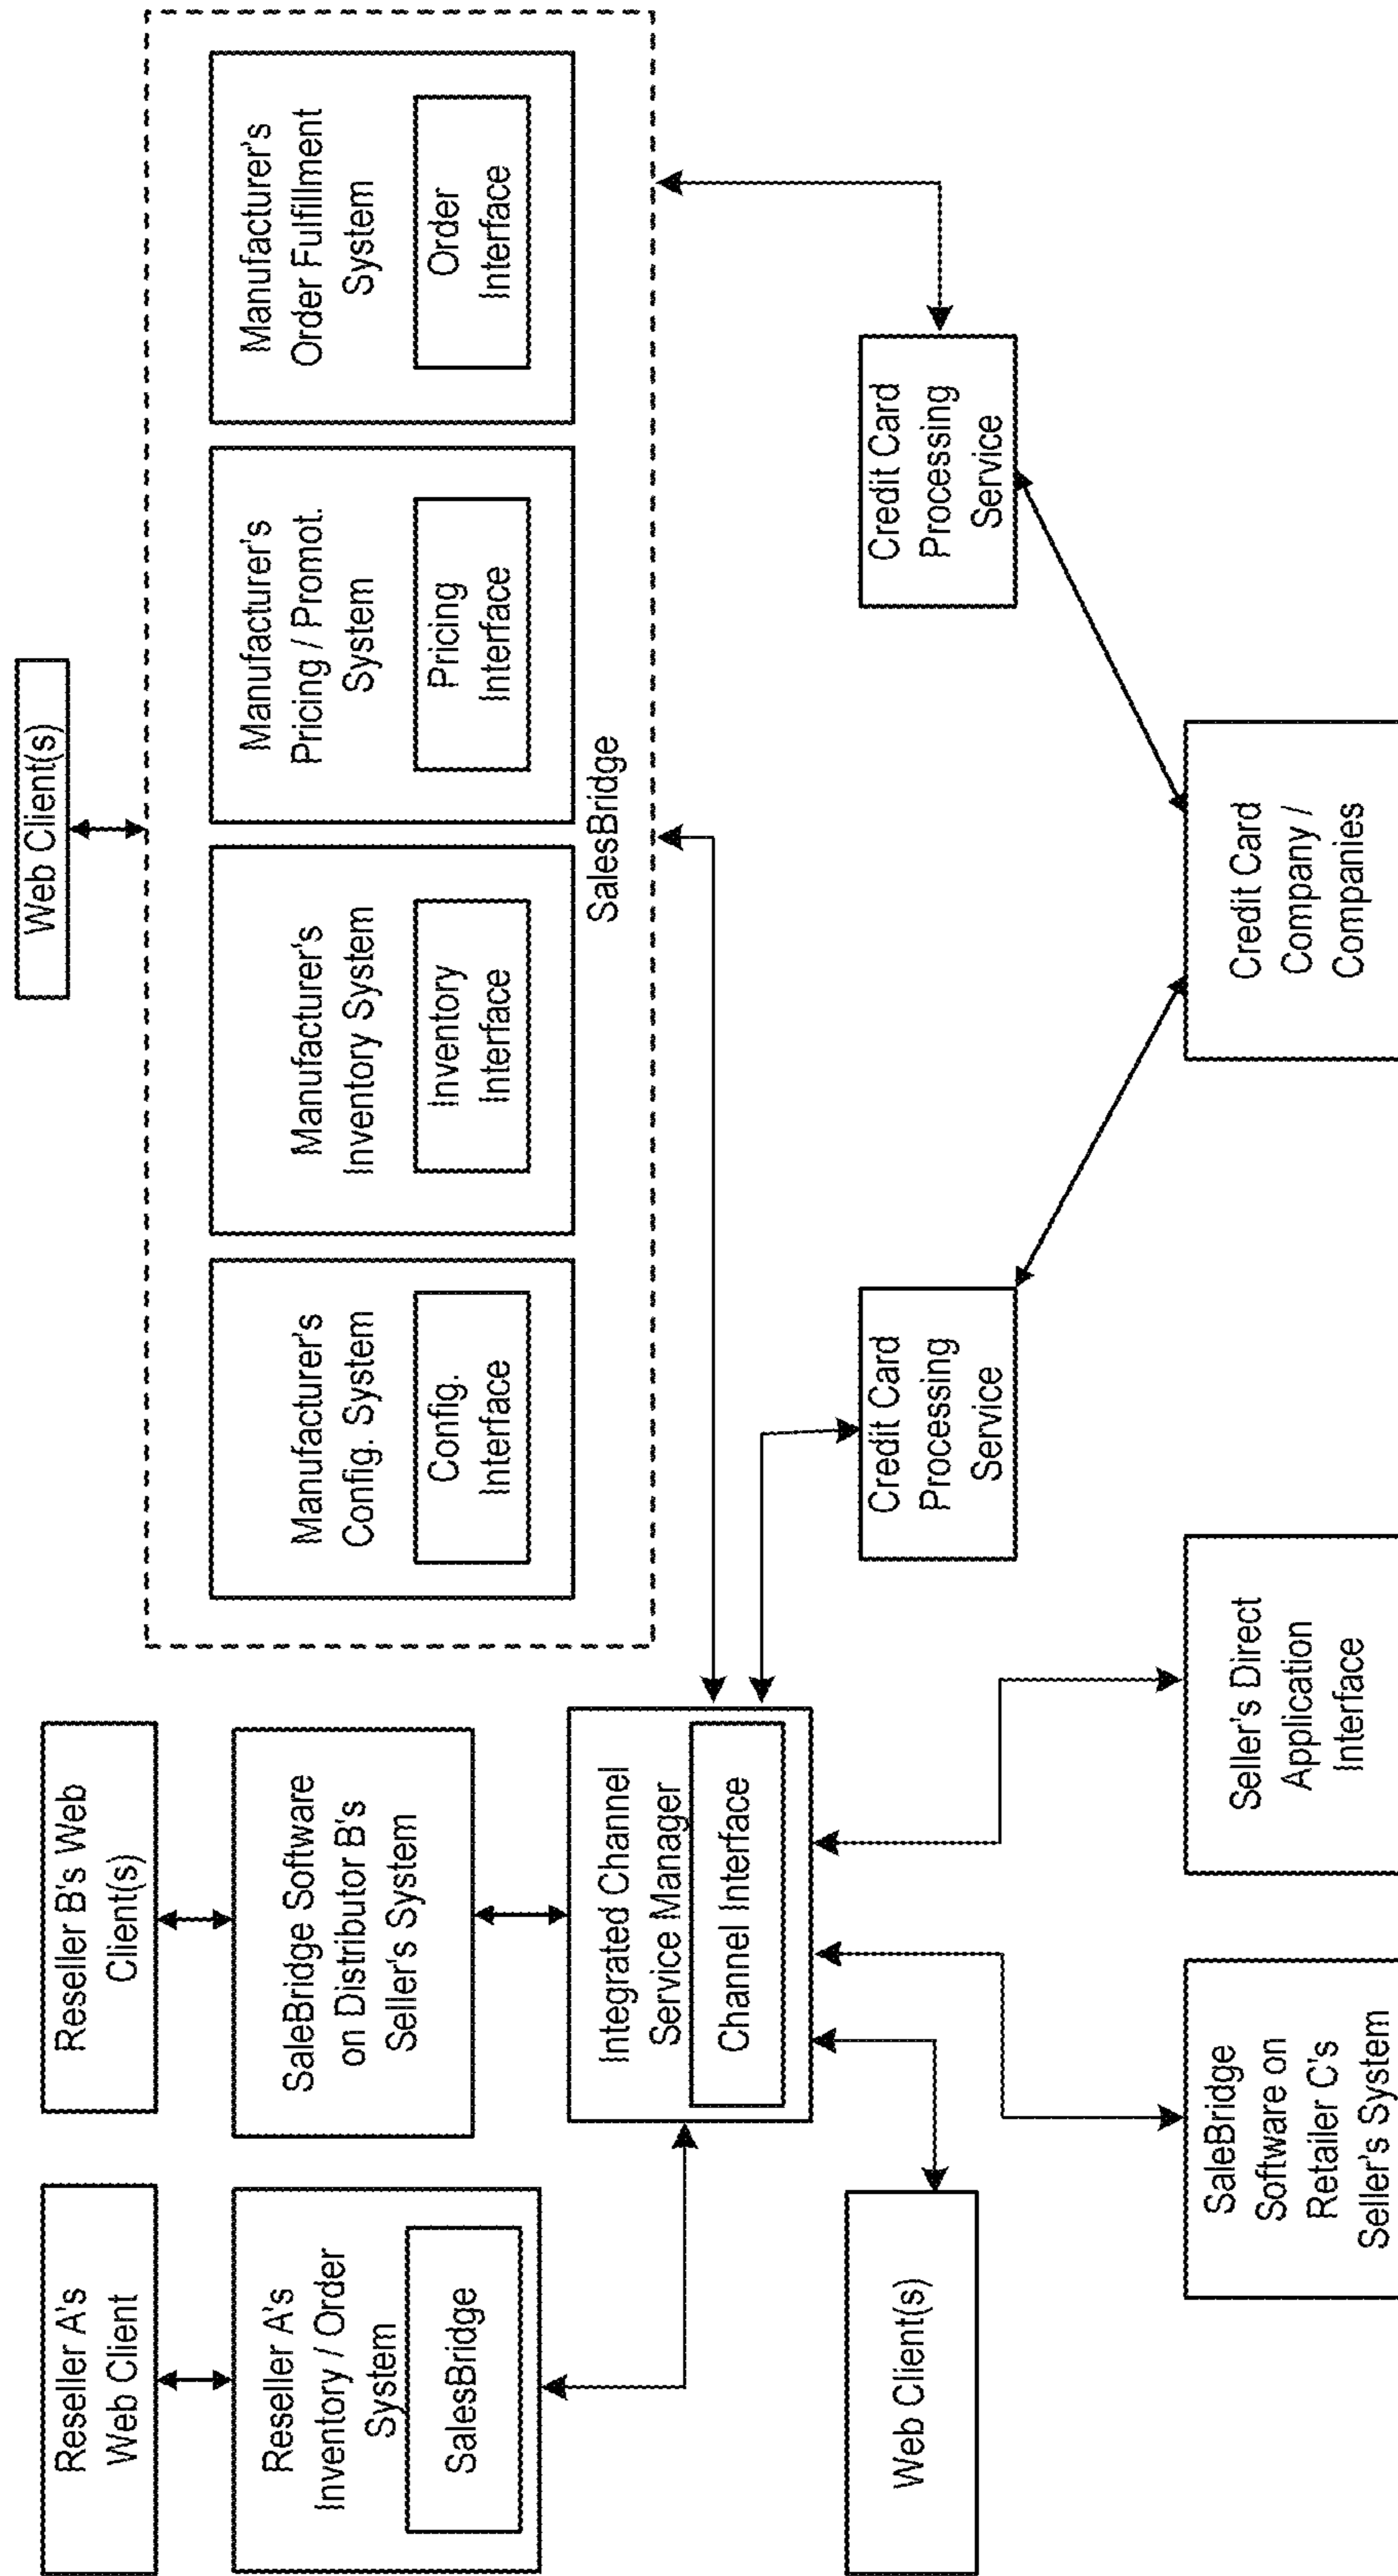 Reseller A's
Web Client
Reseller B's Web
Client(s)
Web Client(s)
Reseller A's
Inventory / Order
System
SalesBridge
SaleBridge Software
on Distributor B's
Seller's System
Manufacturer's
Config. System
Config.
Interface
Manufacturer's
Inventory System
Inventory
Interface
Manufacturer's
Pricing / Promot.
System
Pricing
Interface
Manufacturer's
Order Fulfillment
System
Order
Interface
SalesBridge
Integrated Channel
Service Manager
Channel Interface
Web Client(s)
Credit Card
Processing
Service
Credit Card
Processing
Service
SaleBridge
Software on
Retailer C's
Seller's System
Seller's Direct
Application
Interface
Credit Card
Company /
Companies